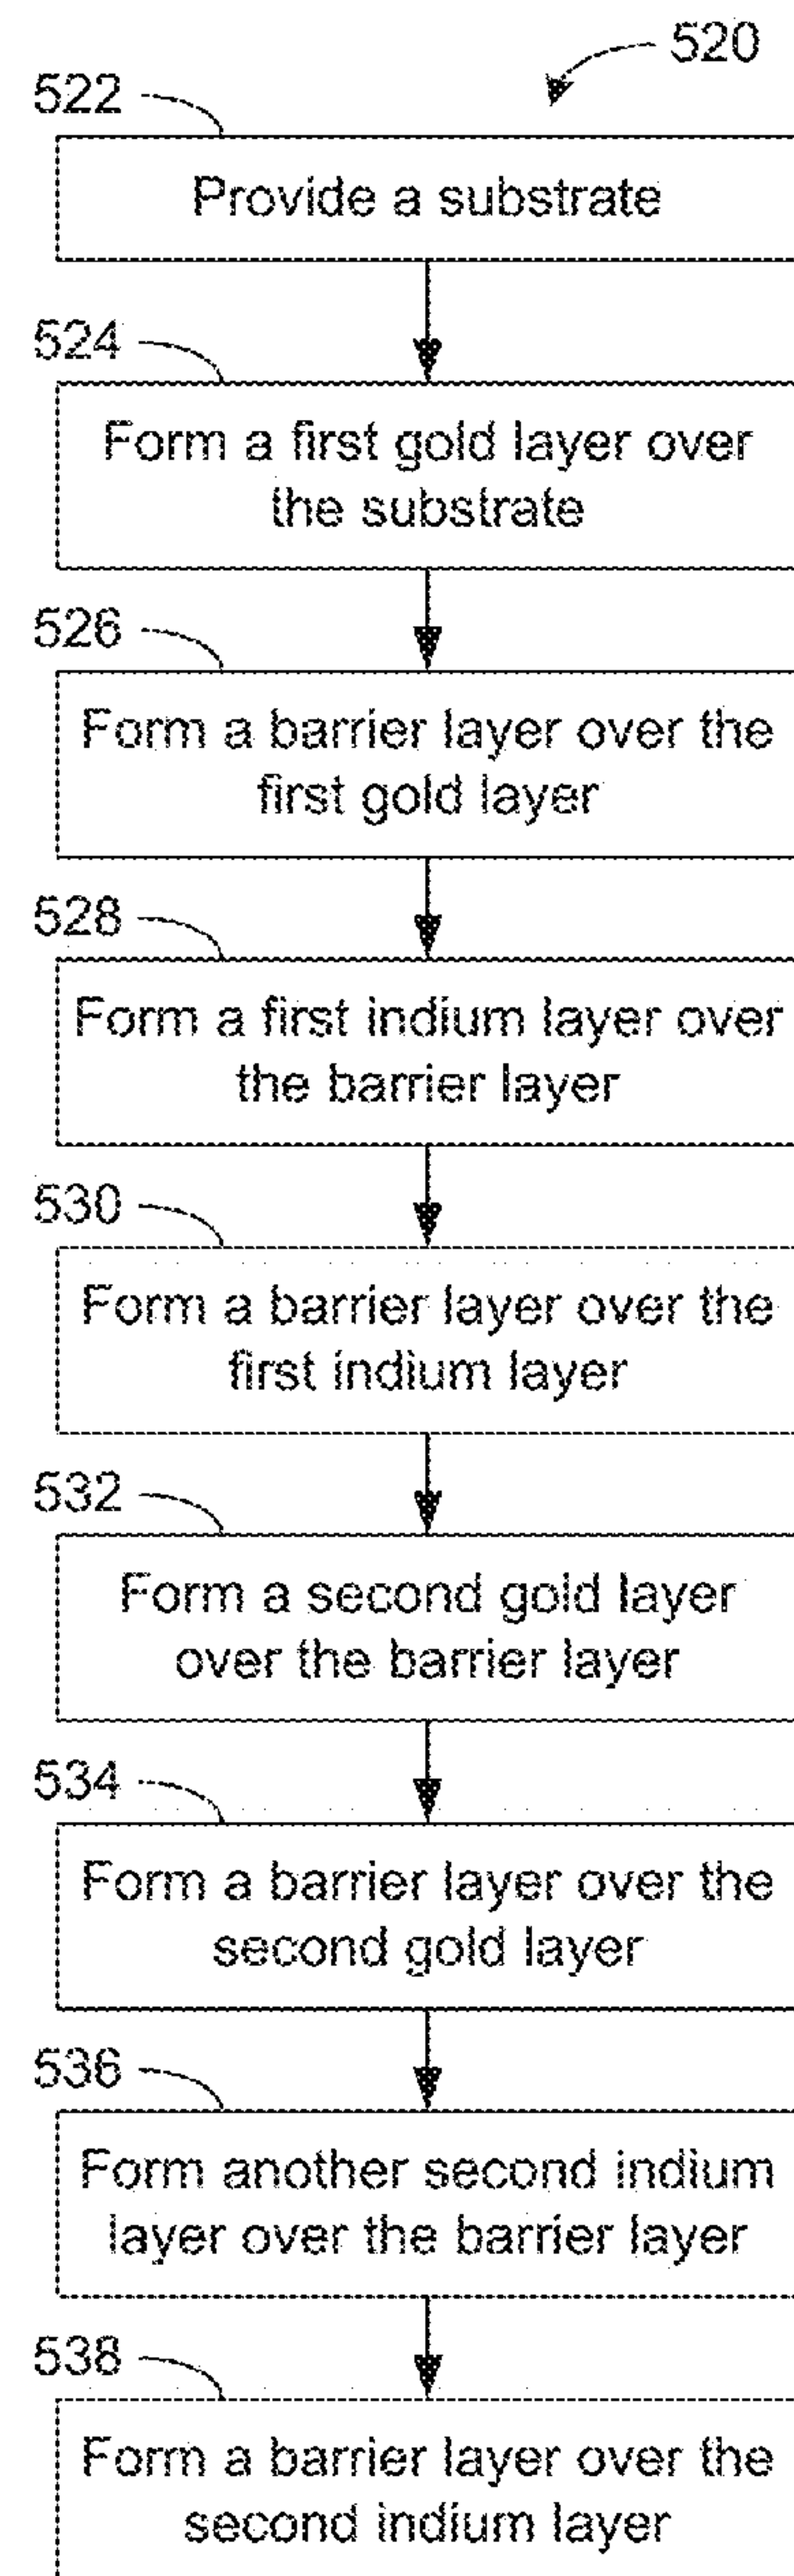 520
522
Provide a substrate
524
Form a first gold layer over
the substrate
526
Form a barrier layer over the
first gold layer
528
Form a first indium layer over
the barrier layer
530
Form a barrier layer over the
first indium layer
532
Form a second gold layer
over the barrier layer
534
Form a barrier layer over the
second gold layer
536
Form another second indium
layer over the barrier layer
538
Form a barrier layer over the
second indium layer